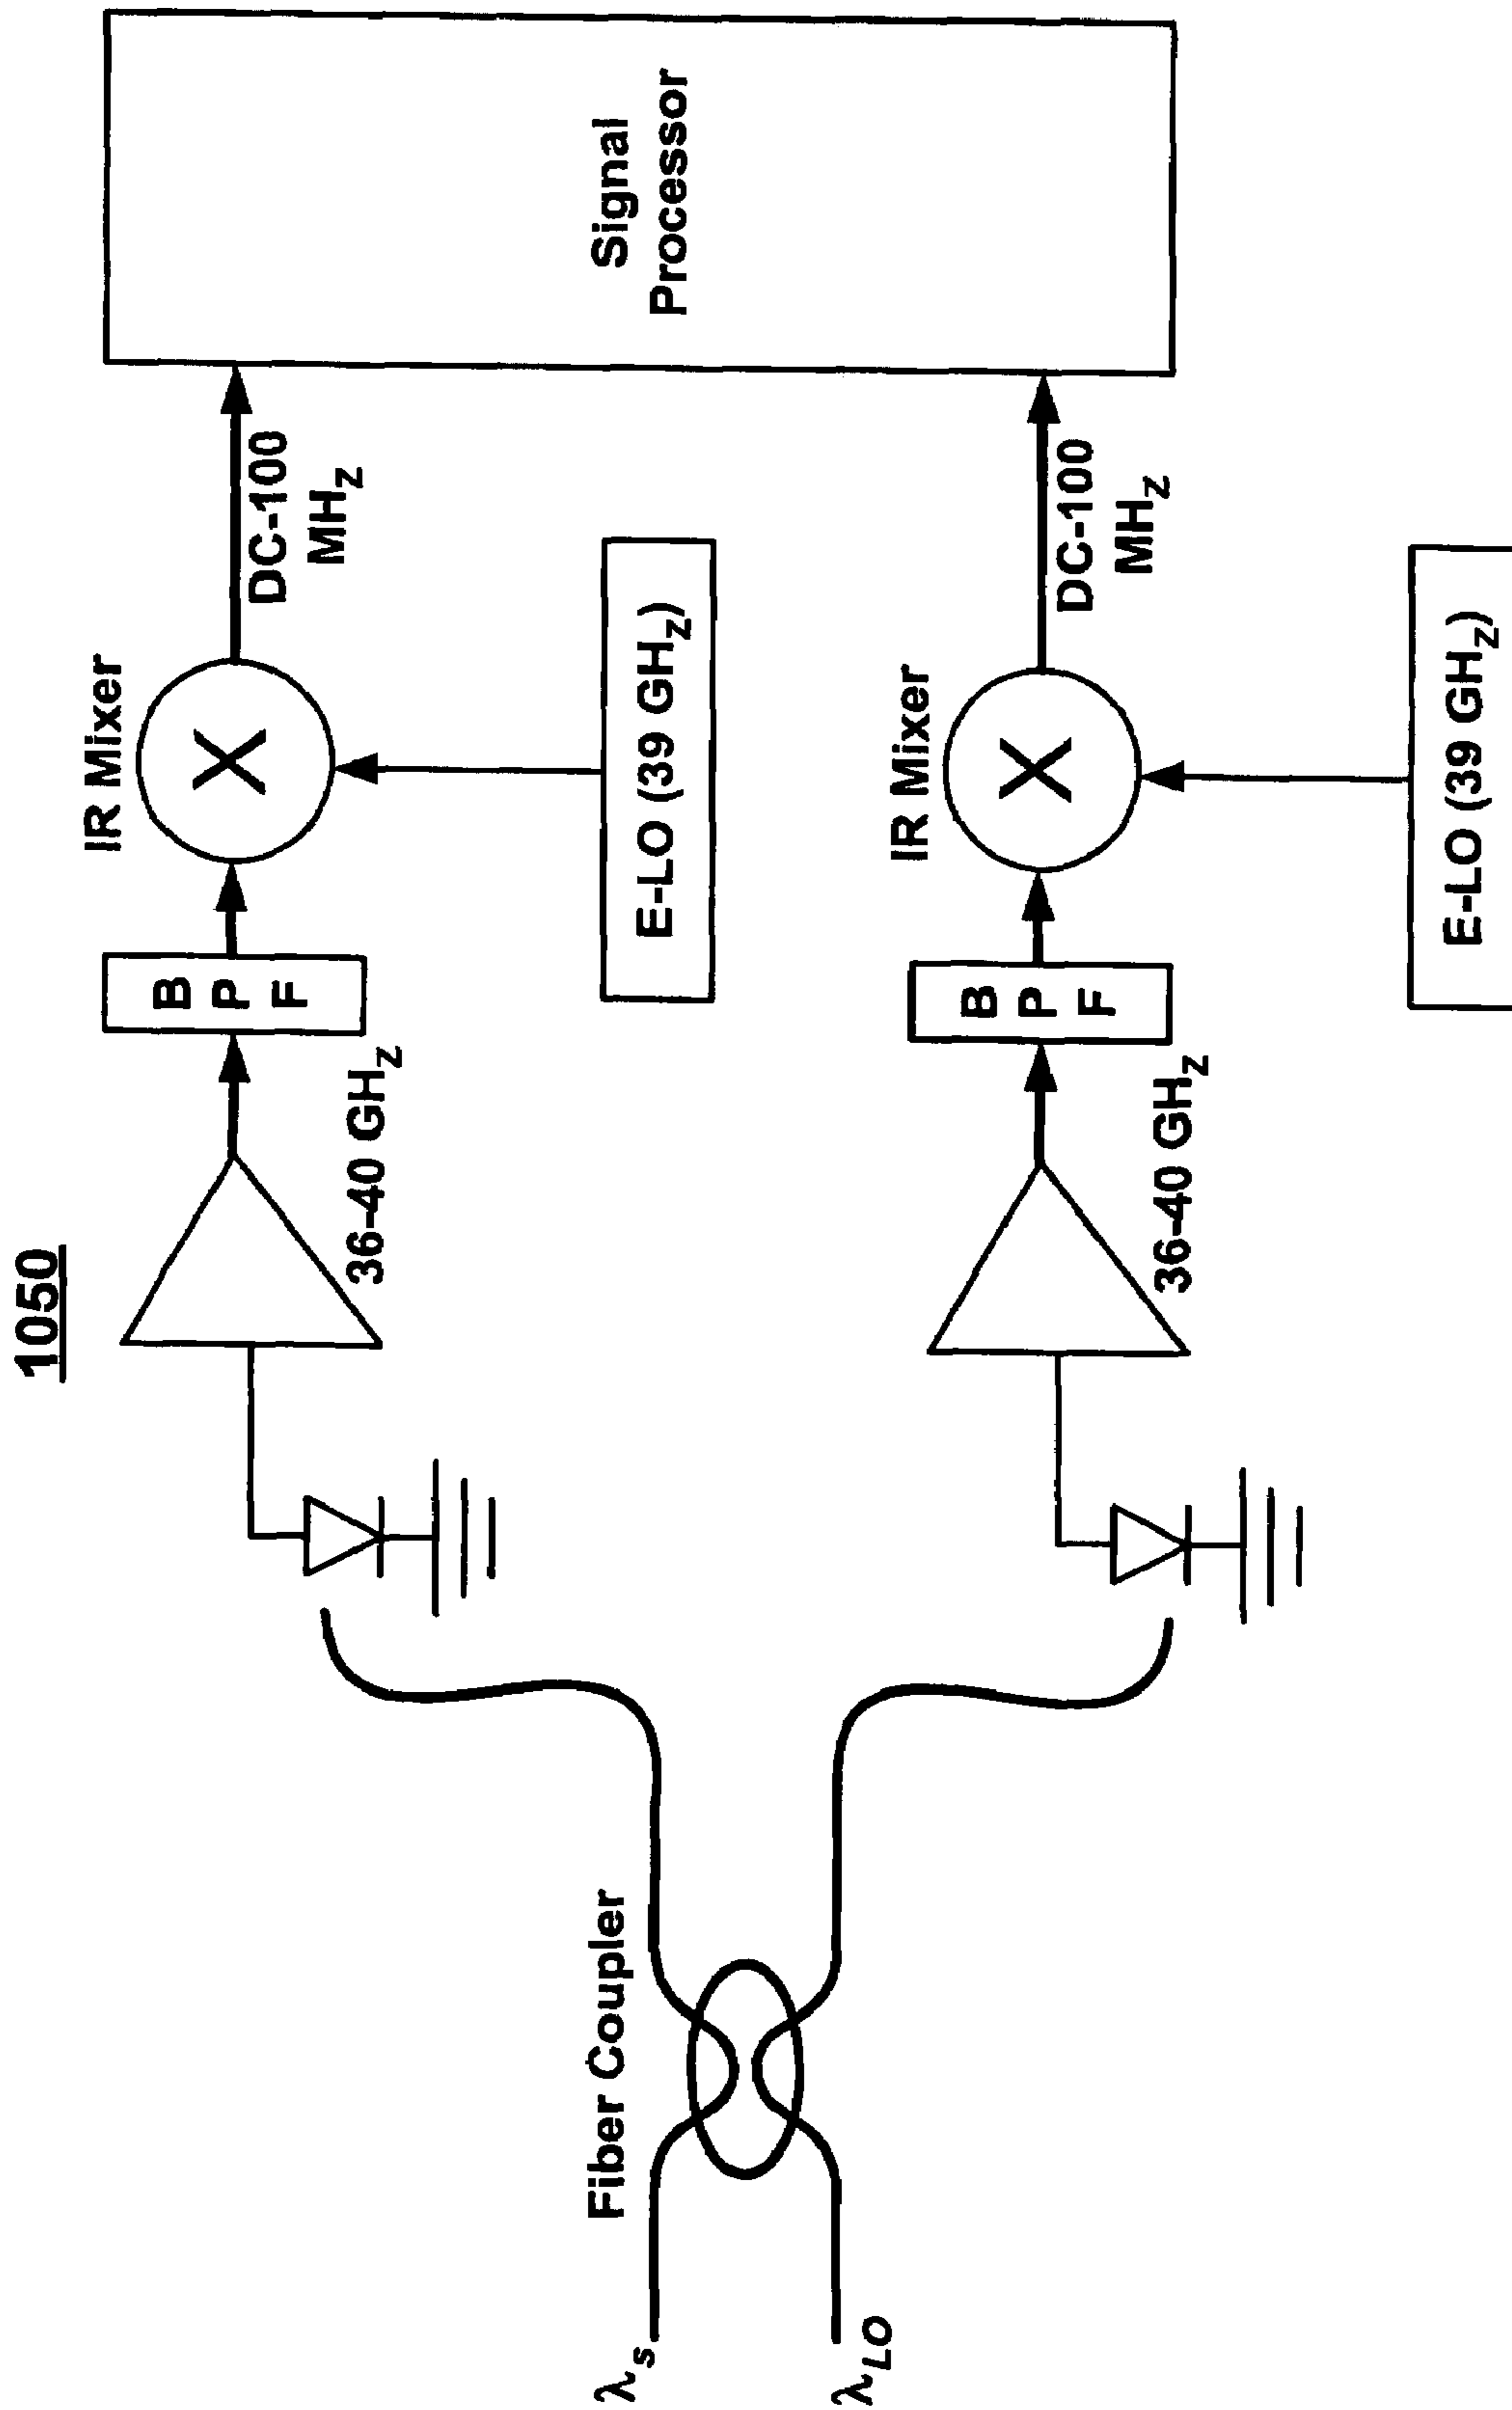 1050
IR Mixer
B
P
F
36-40 GHz
DC-100
MHz
E-LO (39 GHz)
Signal
Processor
Fiber Coupler
λs
λLO
IR Mixer
B
P
F
36-40 GHz
DC-100
MHz
E-LO (39 GHz)
X
X